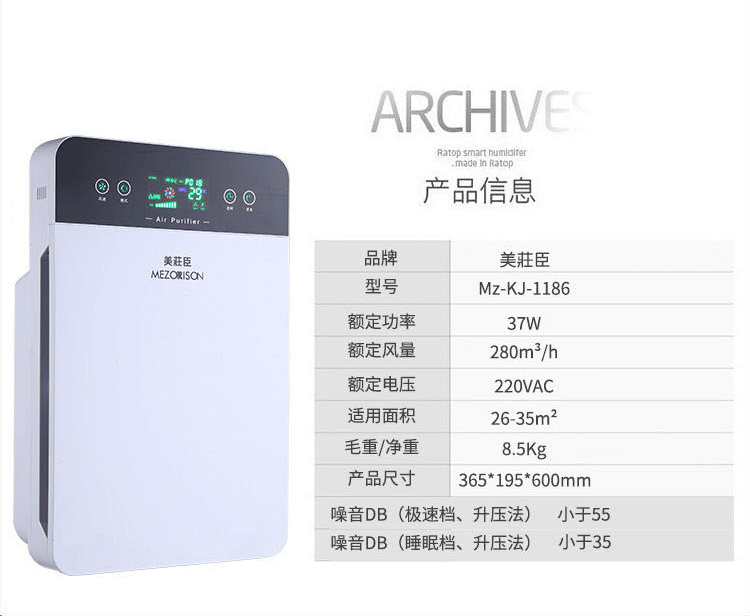 ARCHIVES
Ratop smart humidifer
.made in Ratop
产品信息
Air Purifier
美莊臣
MEZORRISON
品牌 美莊臣
型号 Mz-KJ-1186
额定功率 37W
额定风量 280m³/h
额定电压 220VAC
适用面积 26-35m²
毛重/净重 8.5Kg
产品尺寸 365*195*600mm
噪音DB（极速档、升压法） 小于55
噪音DB（睡眠档、升压法） 小于35